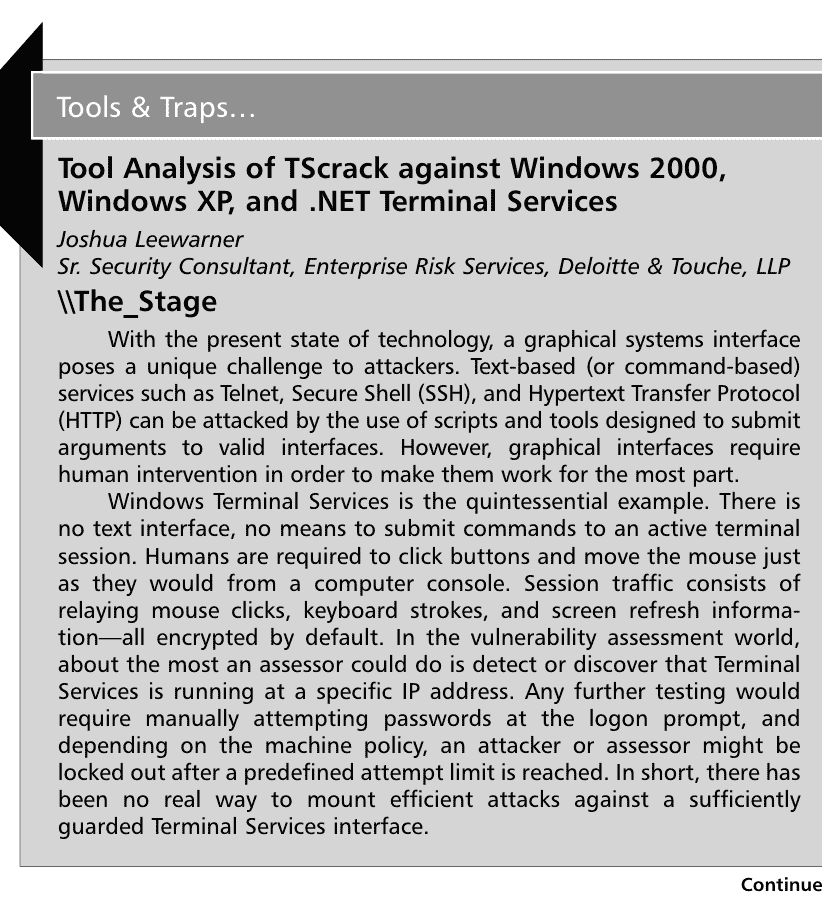 Tools & Traps…
Tool Analysis of TScrack against Windows 2000,
Windows XP, and .NET Terminal Services
Joshua Leewarner
Sr. Security Consultant, Enterprise Risk Services, Deloitte & Touche, LLP
\\The_Stage
With the present state of technology, a graphical systems interface
poses a unique challenge to attackers. Text-based (or command-based)
services such as Telnet, Secure Shell (SSH), and Hypertext Transfer Protocol
(HTTP) can be attacked by the use of scripts and tools designed to submit
arguments to valid interfaces. However, graphical interfaces require
human intervention in order to make them work for the most part.
Windows Terminal Services is the quintessential example. There is
no text interface, no means to submit commands to an active terminal
session. Humans are required to click buttons and move the mouse just
as they would from a computer console. Session traffic consists of
relaying mouse clicks, keyboard strokes, and screen refresh informa-
tion—all encrypted by default. In the vulnerability assessment world,
about the most an assessor could do is detect or discover that Terminal
Services is running at a specific IP address. Any further testing would
require manually attempting passwords at the logon prompt, and
depending on the machine policy, an attacker or assessor might be
locked out after a predefined attempt limit is reached. In short, there has
been no real way to mount efficient attacks against a sufficiently
guarded Terminal Services interface.
Continue